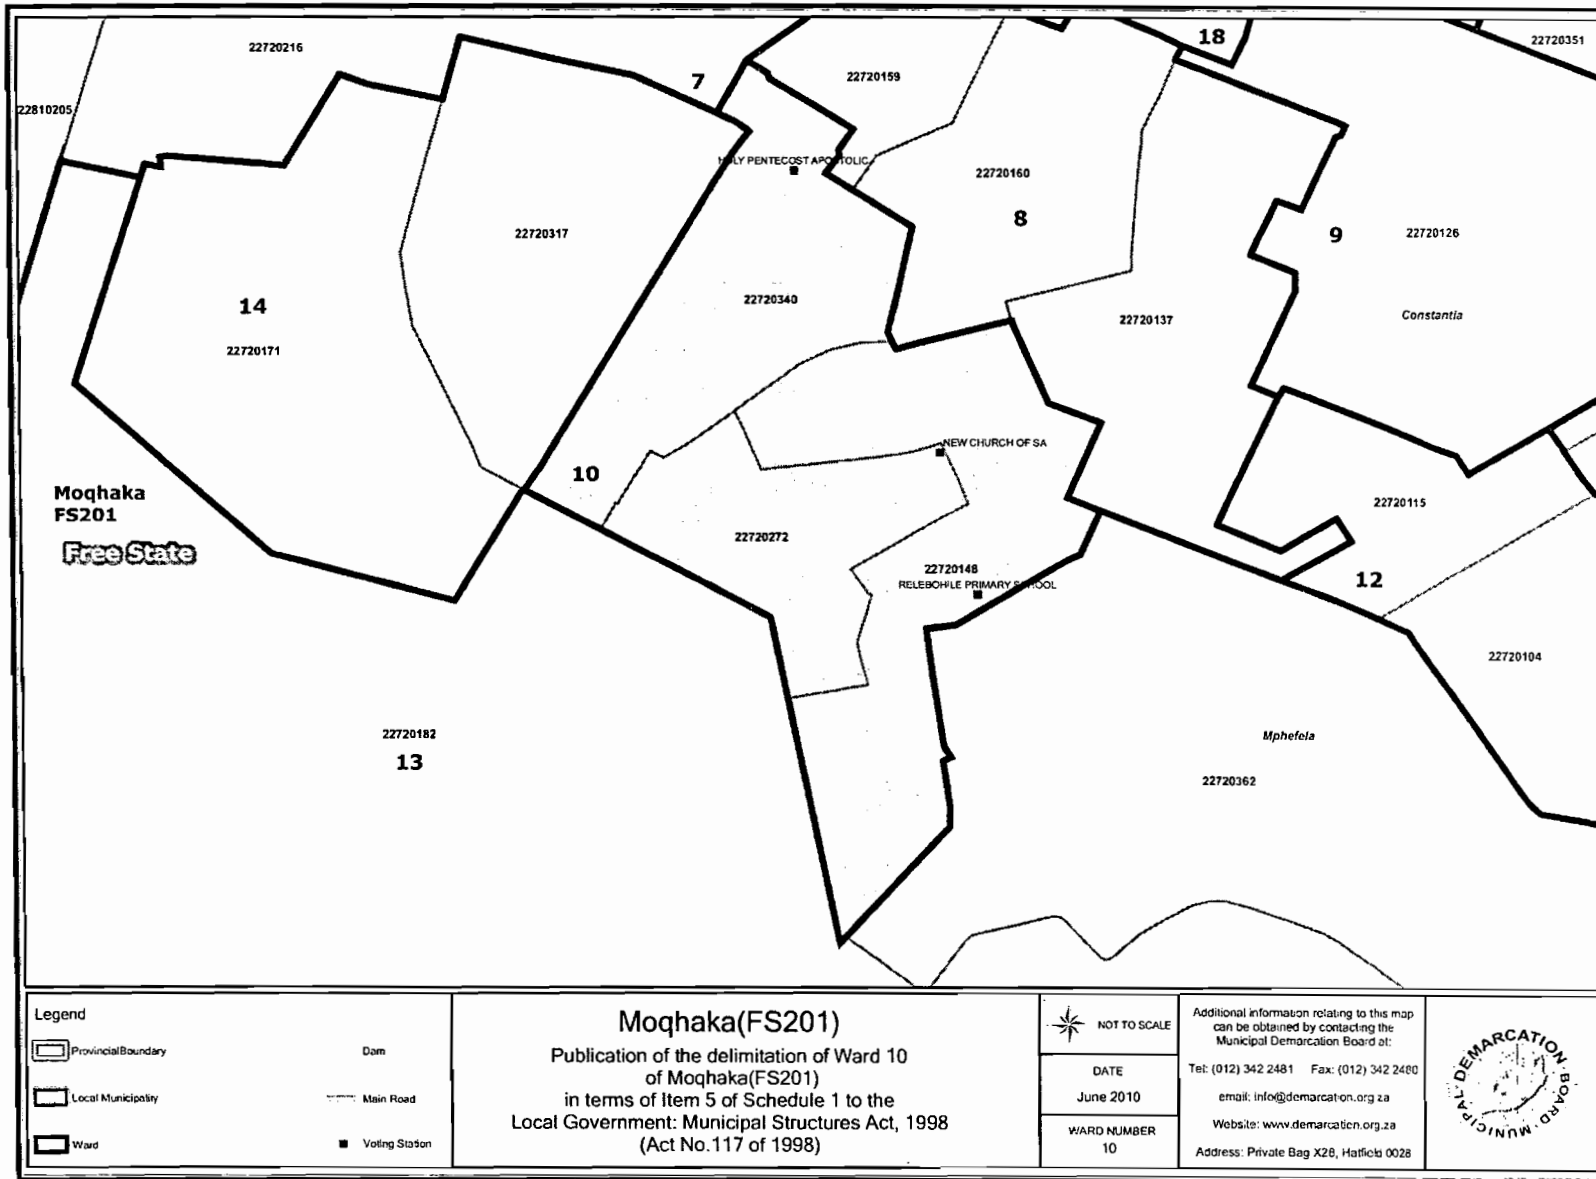 22720216
7
22720159
18
22720351
22810205
HOLY PENTECOST APOSTOLIC
22720160
8
22720317
9
22720126
14
22720340
22720137
Constantia
22720171
10
NEW CHURCH OF SA
Moqhaka
FS201
Free State
22720115
22720272
22720148
RELEBOHILE PRIMARY SCHOOL
12
22720104
22720182
13
Mphefela
22720362
Legend
Provincial Boundary
Dam
Local Municipality
Main Road
Ward
Voting Station
Moqhaka(FS201)
Publication of the delimitation of Ward 10
of Moqhaka(FS201)
in terms of Item 5 of Schedule 1 to the
Local Government: Municipal Structures Act, 1998
(Act No.117 of 1998)
NOT TO SCALE
DATE
June 2010
WARD NUMBER
10
Additional information relating to this map
can be obtained by contacting the
Municipal Demarcation Board at:
Tel: (012) 342 2481 Fax: (012) 342 2480
email: info@demarcation.org.za
Website: www.demarcation.org.za
Address: Private Bag X28, Hatfield 0028
MUNICIPAL DEMARCATION BOARD